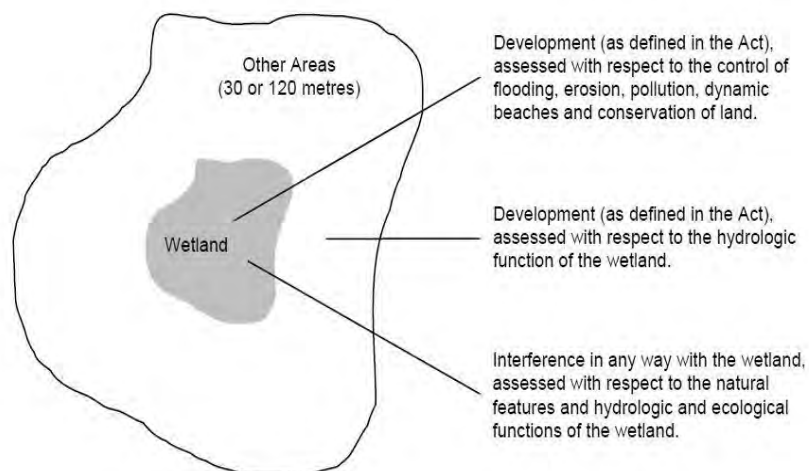 Other Areas
(30 or 120 metres)
Wetland
Development (as defined in the Act),
assessed with respect to the control of
flooding, erosion, pollution, dynamic
beaches and conservation of land.
Development (as defined in the Act),
assessed with respect to the hydrologic
function of the wetland.
Interference in any way with the wetland,
assessed with respect to the natural
features and hydrologic and ecological
functions of the wetland.